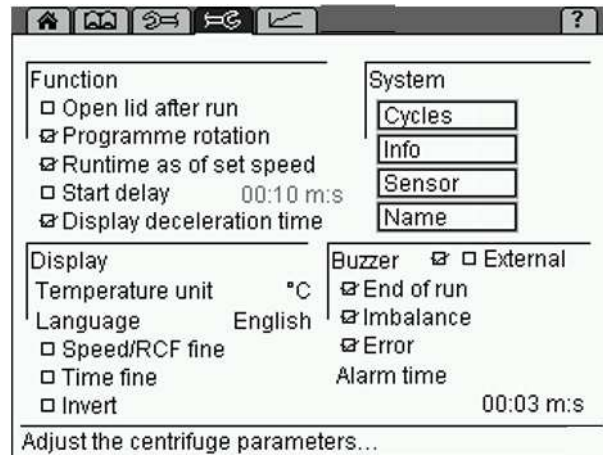 ?
Function
Open lid after run
Programme rotation
Runtime as of set speed
Start delay 00:10 m:s
Display deceleration time
System
Cycles
Info
Sensor
Name
Display
Temperature unit °C
Language English
Speed/RCF fine
Time fine
Invert
Buzzer External
End of run
Imbalance
Error
Alarm time
00:03 m:s
Adjust the centrifuge parameters...